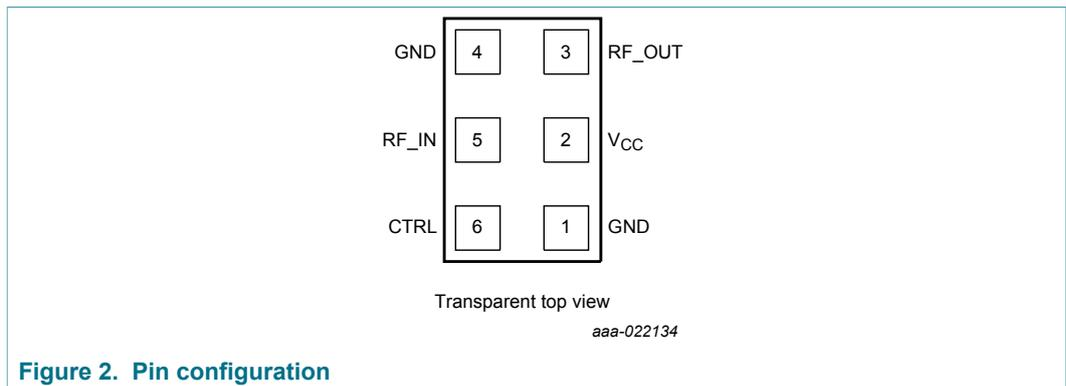 GND 4 3 RF_OUT
RF_IN 5 2 VCC
CTRL 6 1 GND
Transparent top view
aaa-022134
Figure 2. Pin configuration